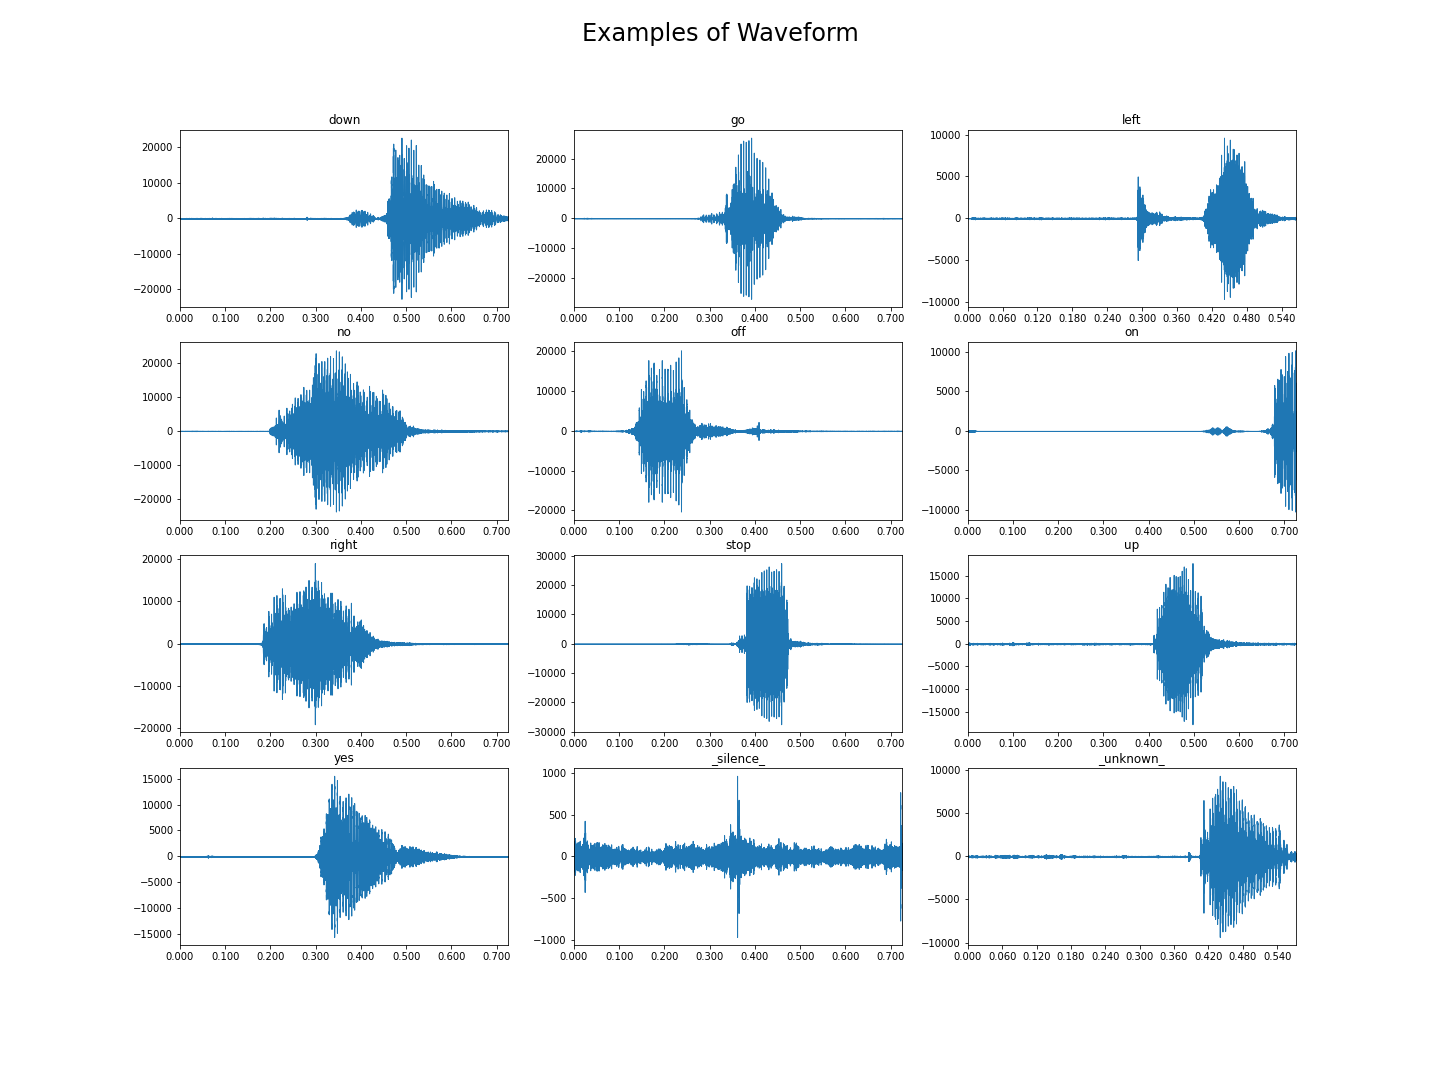 Examples of Waveform
down go left
20000 20000 10000
10000 10000 5000
0 0 0
−10000 −10000 −5000
−20000 −20000 −10000
0.000 0.100 0.200 0.300 0.400 0.500 0.600 0.700 0.000 0.100 0.200 0.300 0.400 0.500 0.600 0.700 0.000 0.060 0.120 0.180 0.240 0.300 0.360 0.420 0.480 0.540
no off on
20000 20000 10000
10000 10000 5000
0 0 0
−10000 −10000 −5000
−20000 −20000 −10000
0.000 0.100 0.200 0.300 0.400 0.500 0.600 0.700 0.000 0.100 0.200 0.300 0.400 0.500 0.600 0.700 0.000 0.100 0.200 0.300 0.400 0.500 0.600 0.700
right stop up
20000 30000 15000
10000 20000 10000
0 10000 5000
−10000 0 0
−20000 −10000 −5000
−20000 −10000
−30000 −15000
0.000 0.100 0.200 0.300 0.400 0.500 0.600 0.700 0.000 0.100 0.200 0.300 0.400 0.500 0.600 0.700 0.000 0.100 0.200 0.300 0.400 0.500 0.600 0.700
yes _silence_ _unknown_
15000 1000 10000
10000 500 5000
5000 0 0
0 −500 −5000
−5000 −1000 −10000
−10000
−15000
0.000 0.100 0.200 0.300 0.400 0.500 0.600 0.700 0.000 0.100 0.200 0.300 0.400 0.500 0.600 0.700 0.000 0.060 0.120 0.180 0.240 0.300 0.360 0.420 0.480 0.540